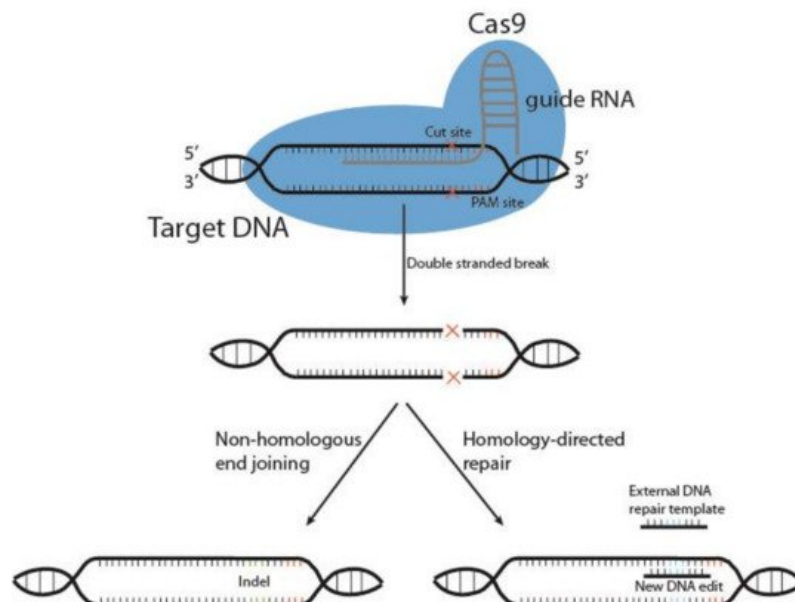 Cas9
guide RNA
Cut site
5’
5’
3’
3’
PAM site
Target DNA
Double stranded break
Non-homologous
end joining
Homology-directed
repair
External DNA
repair template
Indel
New DNA edit